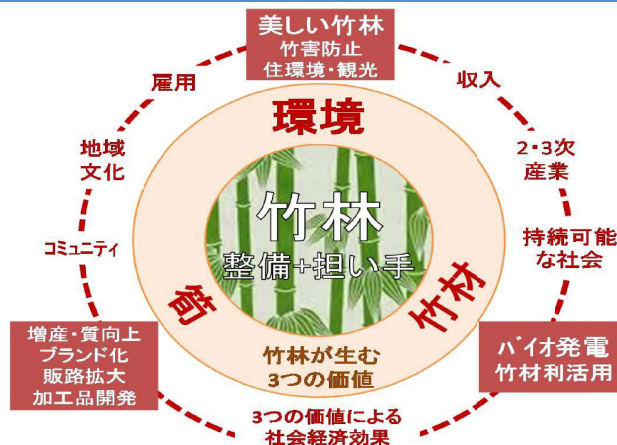 美しい竹林
竹害防止
住環境・観光
雇用
収入
環境
地域
文化
2・3次
産業
竹林
整備+担い手
コミュニティ
持続可能
な社会
筍
竹材
増産・質向上
ブランド化
販路拡大
加工品開発
竹林が生む
3つの価値
バイオ発電
竹材利活用
3つの価値による
社会経済効果